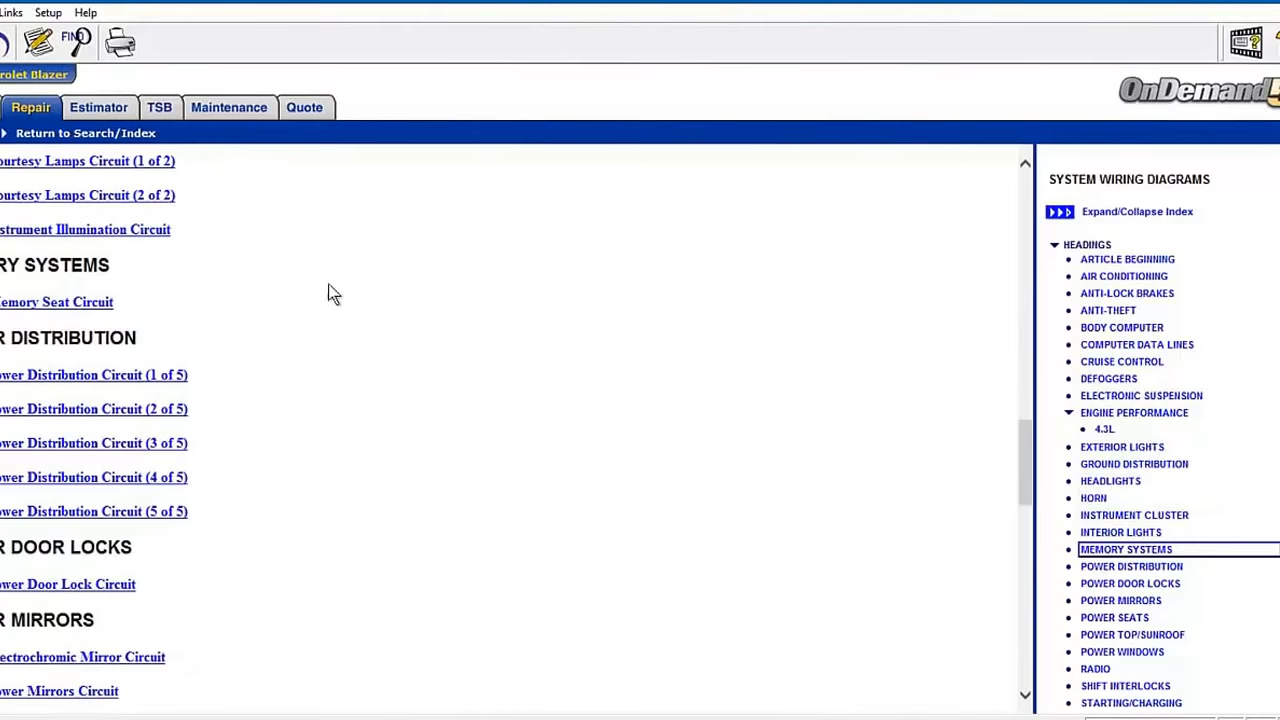 Links Setup Help
FIND
rolet Blazer
OnDemand5
Repair Estimator TSB Maintenance Quote
Return to Search/Index
ourtesy Lamps Circuit (1 of 2)
ourtesy Lamps Circuit (2 of 2)
strument Illumination Circuit
RY SYSTEMS
emory Seat Circuit
R DISTRIBUTION
ower Distribution Circuit (1 of 5)
ower Distribution Circuit (2 of 5)
ower Distribution Circuit (3 of 5)
ower Distribution Circuit (4 of 5)
ower Distribution Circuit (5 of 5)
R DOOR LOCKS
ower Door Lock Circuit
R MIRRORS
ectrochromic Mirror Circuit
ower Mirrors Circuit
SYSTEM WIRING DIAGRAMS
Expand/Collapse Index
HEADINGS
ARTICLE BEGINNING
AIR CONDITIONING
ANTI-LOCK BRAKES
ANTI-THEFT
BODY COMPUTER
COMPUTER DATA LINES
CRUISE CONTROL
DEFOGGERS
ELECTRONIC SUSPENSION
ENGINE PERFORMANCE
4.3L
EXTERIOR LIGHTS
GROUND DISTRIBUTION
HEADLIGHTS
HORN
INSTRUMENT CLUSTER
INTERIOR LIGHTS
MEMORY SYSTEMS
POWER DISTRIBUTION
POWER DOOR LOCKS
POWER MIRRORS
POWER SEATS
POWER TOP/SUNROOF
POWER WINDOWS
RADIO
SHIFT INTERLOCKS
STARTING/CHARGING